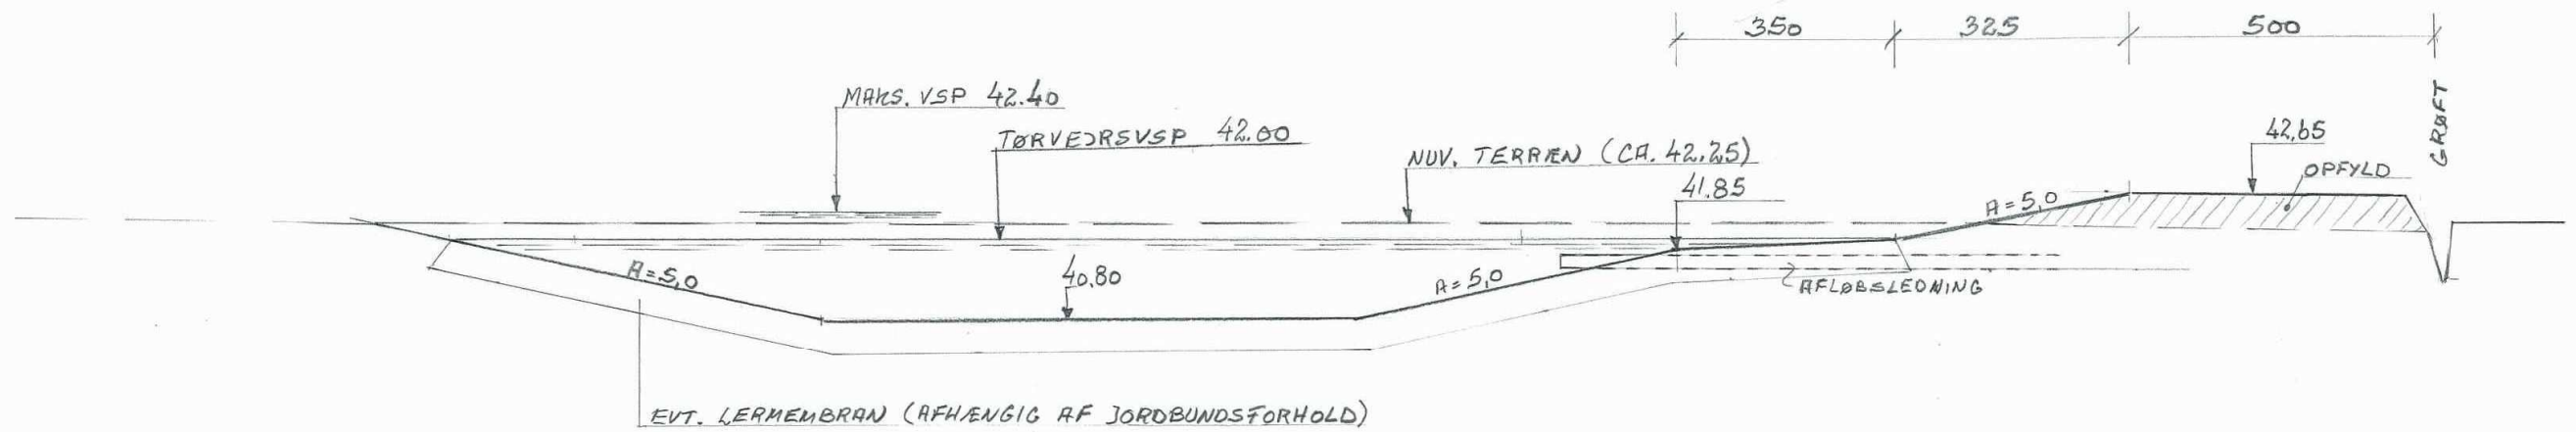 350 325 500
MAKS. VSP 42.40
TØRVEJRSVSP 42.00
NUV. TERRÆN (CA. 42.25)
41.85
42,65
OPFYLD
GRØFT
A=5,0
A=5,0
40,80
A=5,0
AFLØBSLEDNING
EVT. LERMEMBRAN (AFHÆNGIG AF JORDBUNDSFORHOLD)